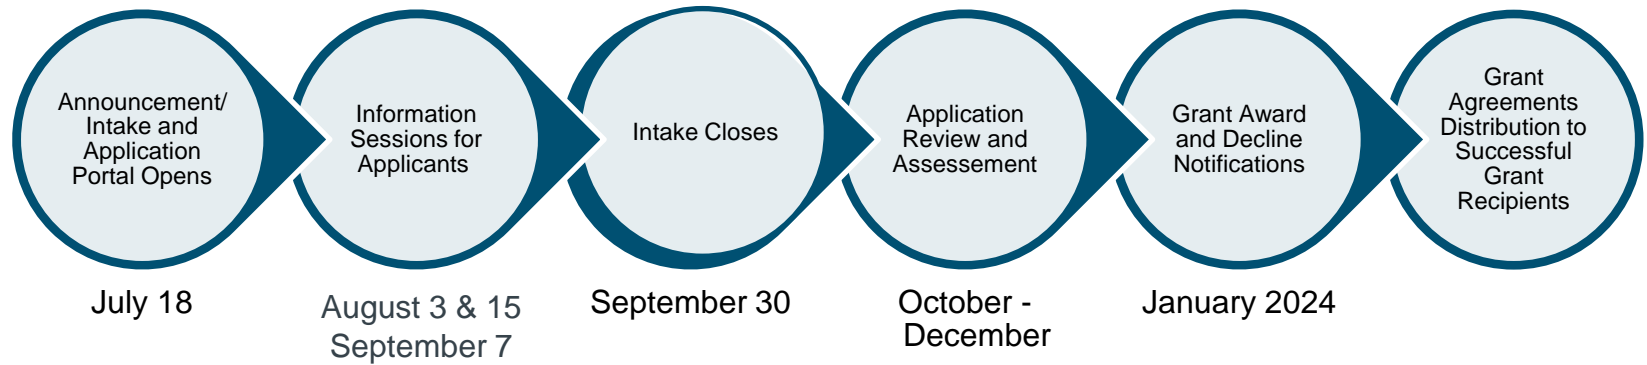 Announcement/
Intake and
Application
Portal Opens
Information
Sessions for
Applicants
Intake Closes
Application
Review and
Assessement
Grant Award
and Decline
Notifications
Grant
Agreements
Distribution to
Successful
Grant
Recipients
July 18
August 3 & 15
September 7
September 30
October -
December
January 2024